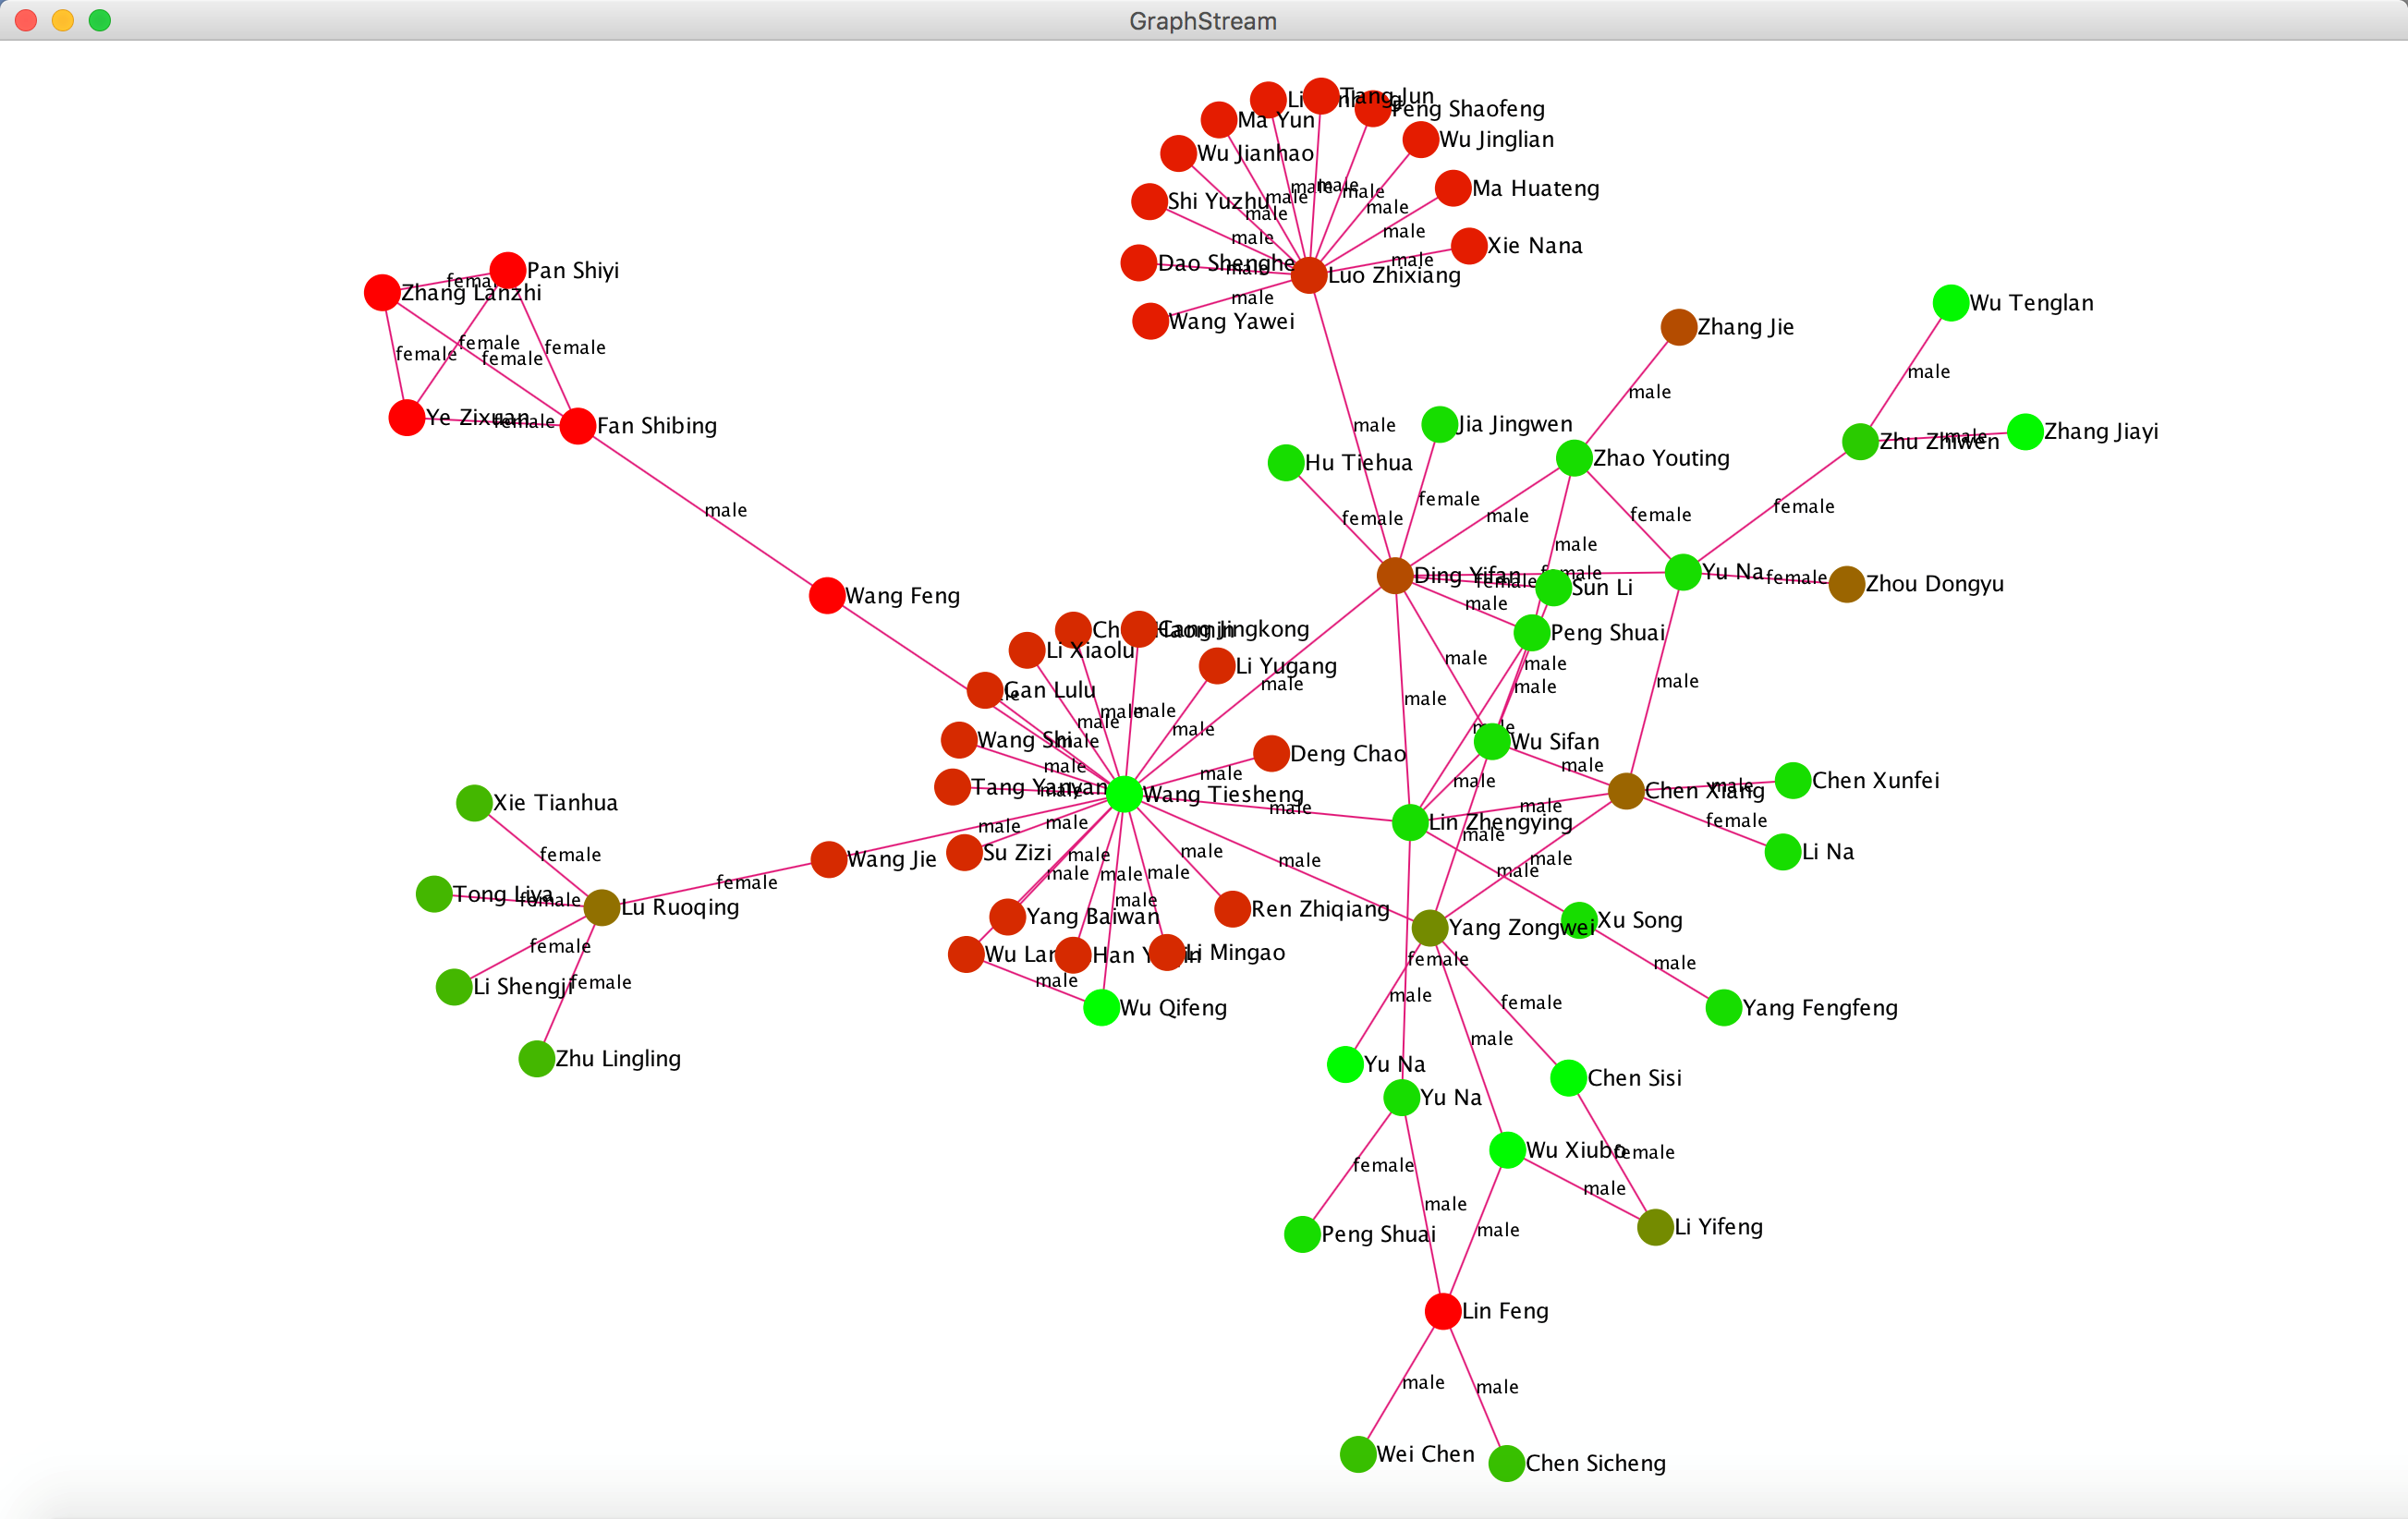 GraphStream
Tang Jun
Peng Shaofeng
Ma Yun
Wu Jinglian
Wu Jianhao
Ma Huateng
Shi Yuzhu
male
male
male
male
male
male
male
male
Xie Nana
Dao Shenghe
male
male
Luo Zhixiang
Pan Shiyi
female
Zhang Lanzhi
male
Wang Yawei
Wu Tenglan
Zhang Jie
female
female
female
female
male
male
Ye Zixuan
female
Fan Shibing
male
Jia Jingwen
Zhang Jiayi
male
Zhu Zhiwen
Hu Tiehua
Zhao Youting
female
female
male
male
female
female
male
Ding Yifan
female
female
Sun Li
Yu Na
female
Zhou Dongyu
Wang Feng
male
Peng Shuai
Cang Jingkong
Li Xiaolu
Li Yugang
male
male
male
male
male
male
Gan Lulu
male
male
male
male
male
Wang Shi
male
Wu Sifan
Deng Chao
male
male
male
male
Tang Yanyan
male
Wang Tiesheng
Chen Xiang
male
Chen Xunfei
Xie Tianhua
male
male
male
male
Lin Zhengying
male
female
Su Zizi
male
male
male
male
male
Li Na
female
Wang Jie
female
male
male
male
male
Tong Liya
female
Lu Ruoqing
male
Yang Baiwan
Ren Zhiqiang
Yang Zongwei
Xu Song
female
Li Mingao
female
male
Li Shengji
female
male
male
female
Wu Qifeng
Yang Fengfeng
male
Zhu Lingling
Yu Na
Chen Sisi
Yu Na
female
Wu Xiubo
female
male
male
male
Peng Shuai
Li Yifeng
Lin Feng
male
male
Wei Chen
Chen Sicheng